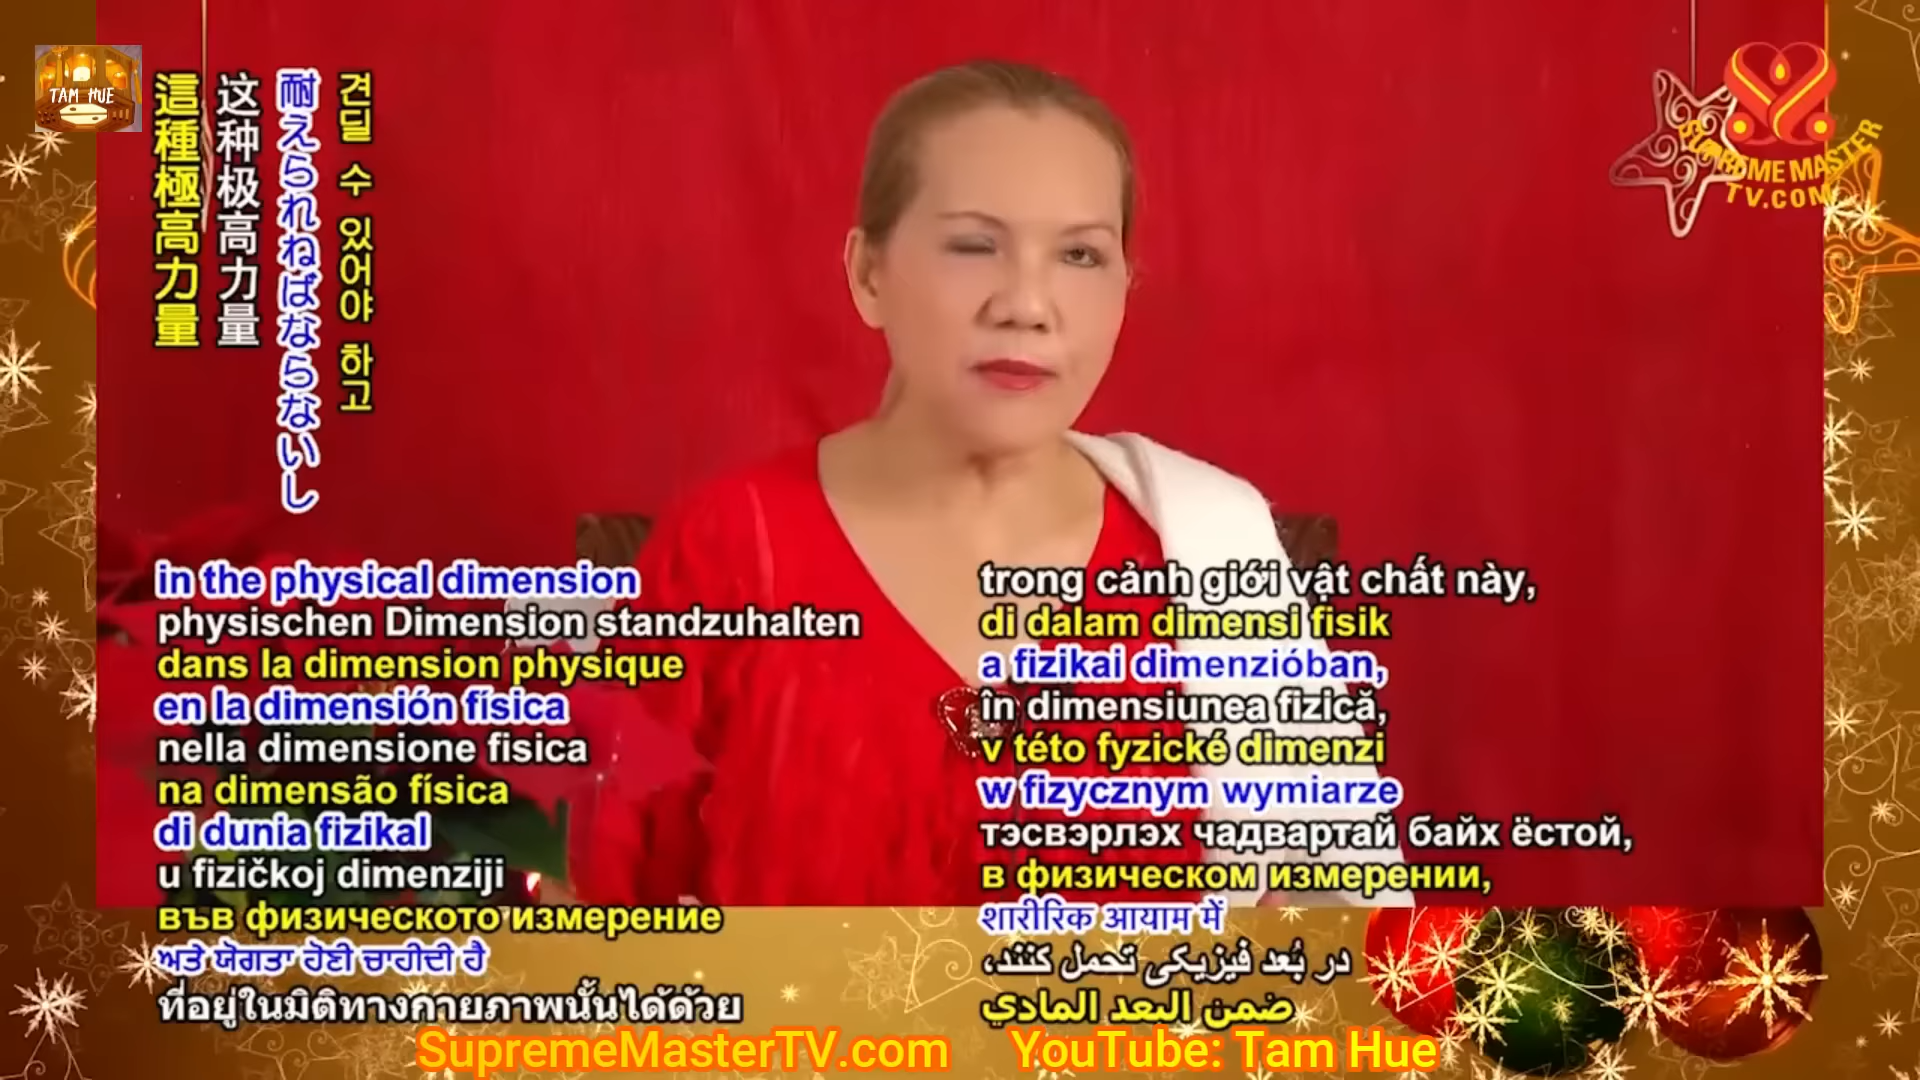 TAM HUE
SUPREME MASTER
TV.COM
견딜 수 있어야 하고
耐えられねばならないし
这种极高力量
這種極高力量
in the physical dimension
physischen Dimension standzuhalten
dans la dimension physique
en la dimensión física
nella dimensione fisica
na dimensão física
di dunia fizikal
u fizičkoj dimenziji
във физическото измерение
ਅਤੇ ਯੋਗਤਾ ਹੋਣੀ ਚਾਹੀਦੀ ਹੈ
ที่อยู่ในมิติทางกายภาพนั้นได้ด้วย
trong cảnh giới vật chất này,
di dalam dimensi fisik
a fizikai dimenzióban,
în dimensiunea fizică,
v této fyzické dimenzi
w fizycznym wymiarze
тэсвэрлэх чадвартай байх ёстой,
в физическом измерении,
शारीरिक आयाम में
در بُعد فیزیکی تحمل کنند،
ضمن البعد المادي
SupremeMasterTV.com YouTube: Tam Hue